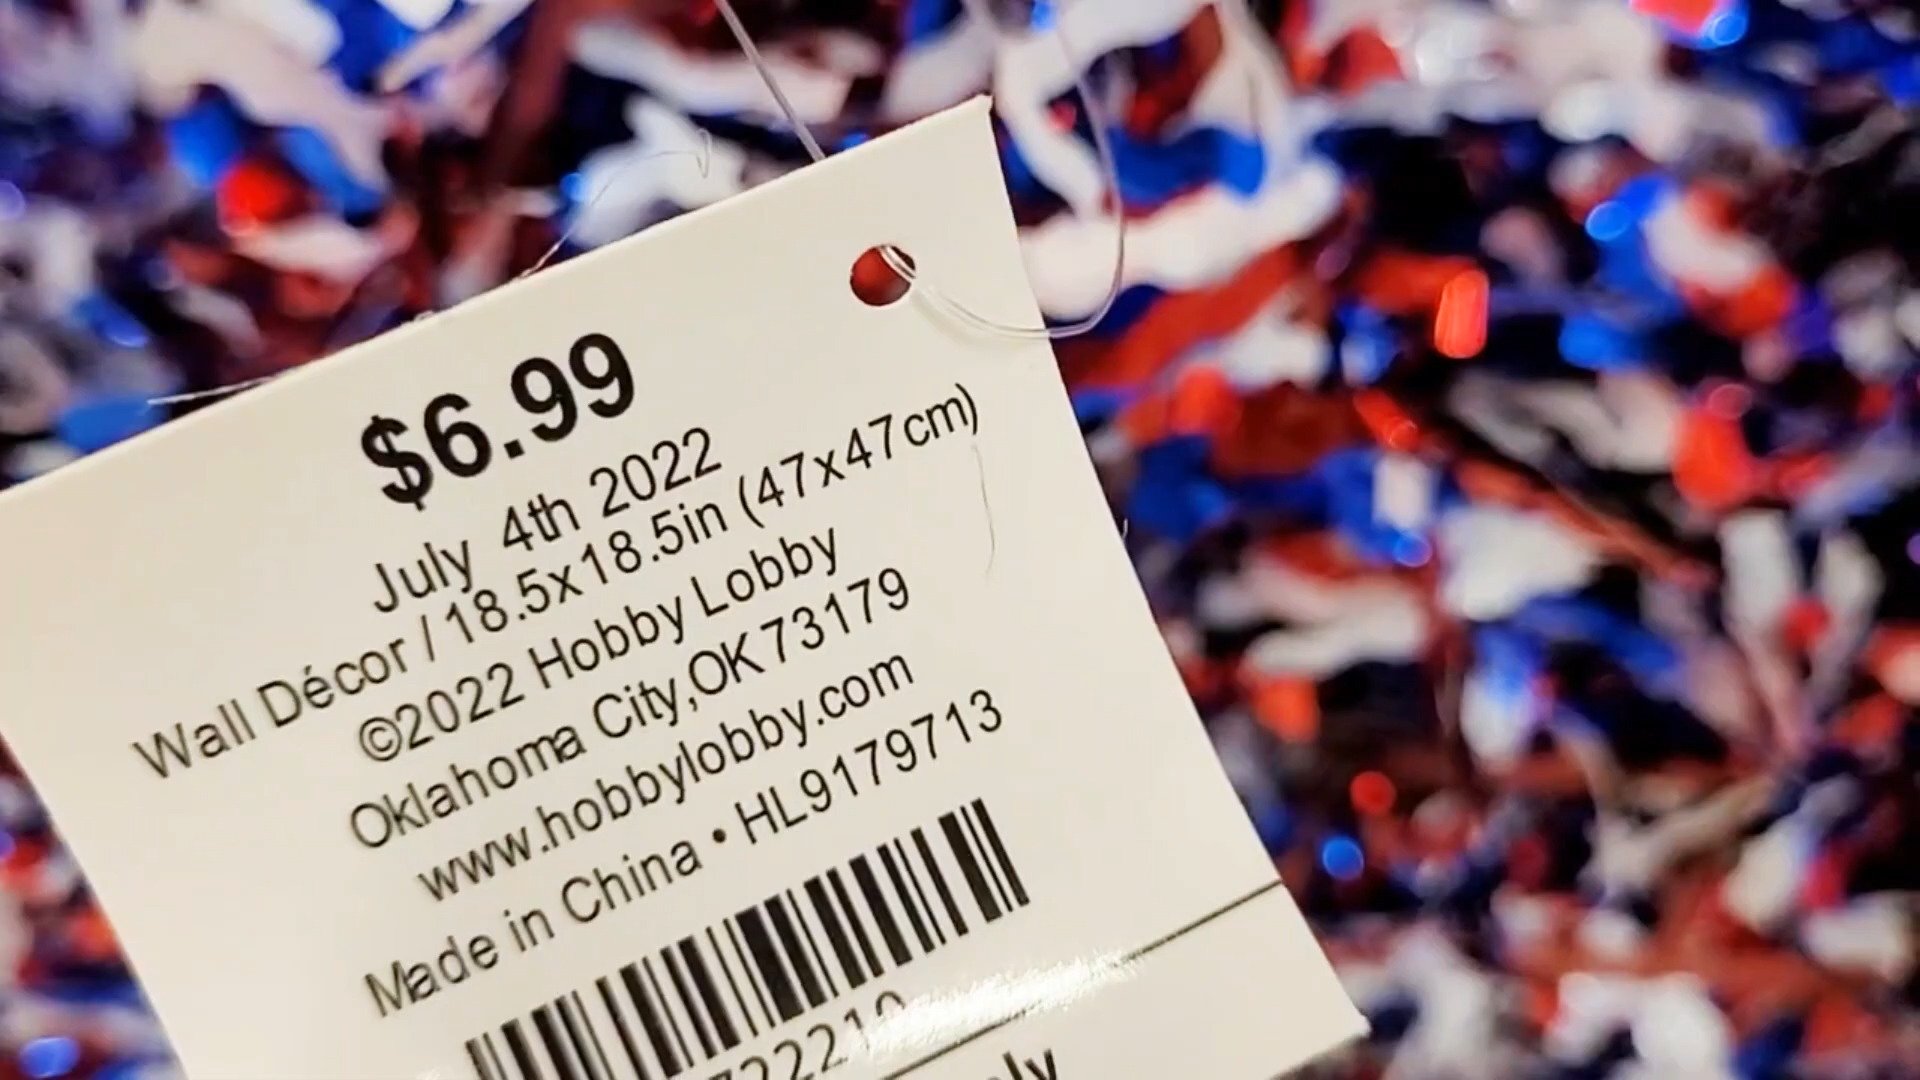 $6.99
July 4th 2022
Wall Décor / 18.5x18.5in (47x47cm)
©2022 Hobby Lobby
Oklahoma City,OK 73179
www.hobbylobby.com
Made in China • HL9179713